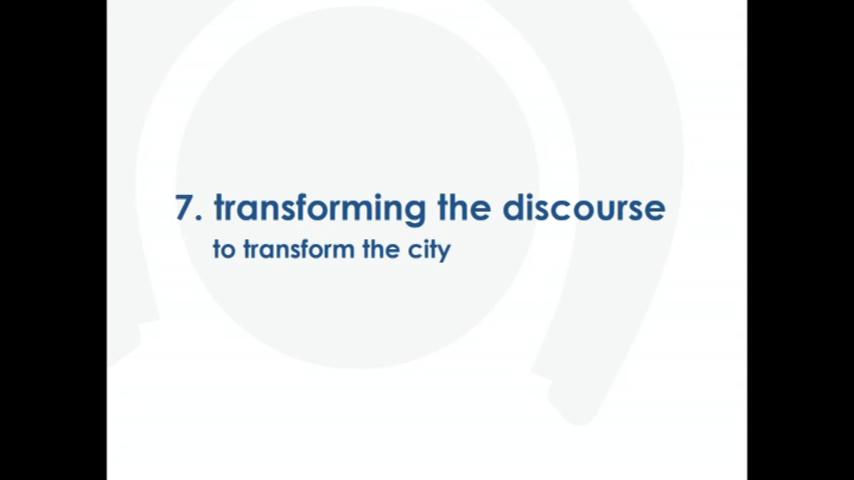 7. transforming the discourse
to transform the city